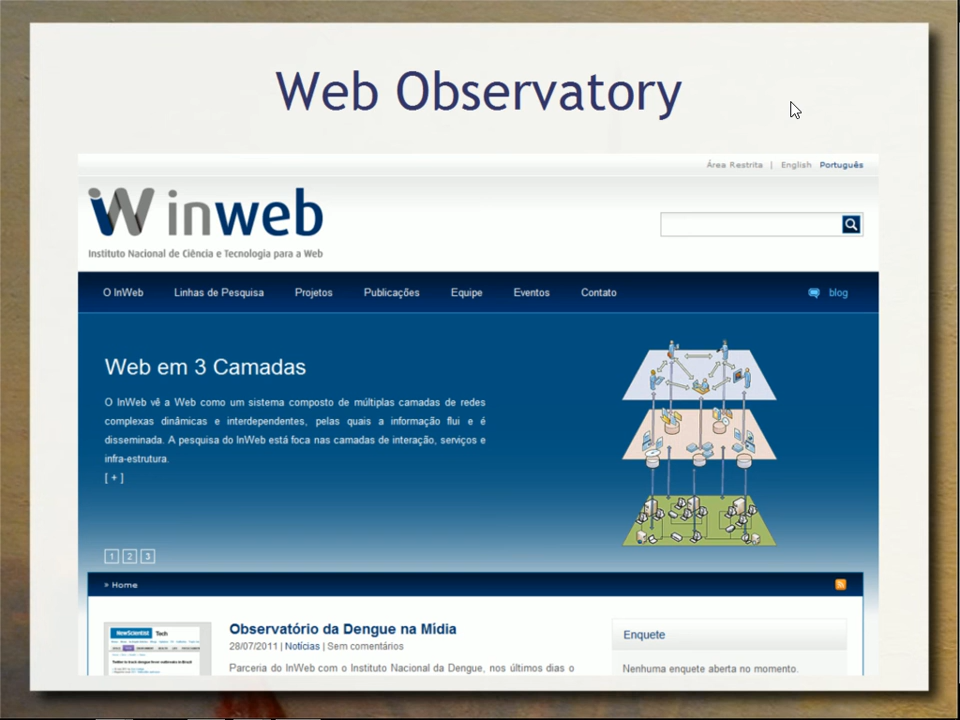 Web Observatory
Área Restrita | English Português
inweb
Instituto Nacional de Ciência e Tecnologia para a Web
O InWeb Linhas de Pesquisa Projetos Publicações Equipe Eventos Contato blog
Web em 3 Camadas
O InWeb vê a Web como um sistema composto de múltiplas camadas de redes
complexas dinâmicas e interdependentes, pelas quais a informação flui e é
disseminada. A pesquisa do InWeb está foca nas camadas de interação, serviços e
infra-estrutura.
[ + ]
1 2 3
» Home
NewScientist Tech
Observatório da Dengue na Mídia
28/07/2011 | Notícias | Sem comentários
Parceria do InWeb com o Instituto Nacional da Dengue, nos últimos dias o
Enquete
Nenhuma enquete aberta no momento.